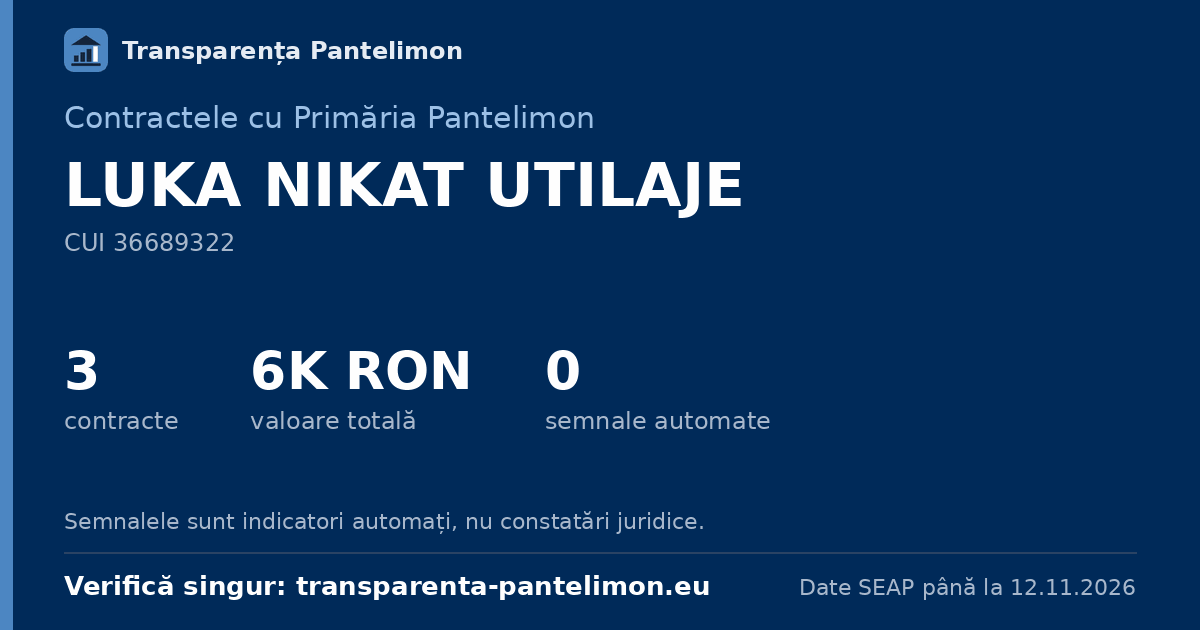 Transparența Pantelimon
Contractele cu Primăria Pantelimon
LUKA NIKAT UTILAJE
CUI 36689322
3
contracte
6K RON
valoare totală
0
semnale automate
Semnalele sunt indicatori automați, nu constatări juridice.
Verifică singur: transparenta-pantelimon.eu
Date SEAP până la 12.11.2026